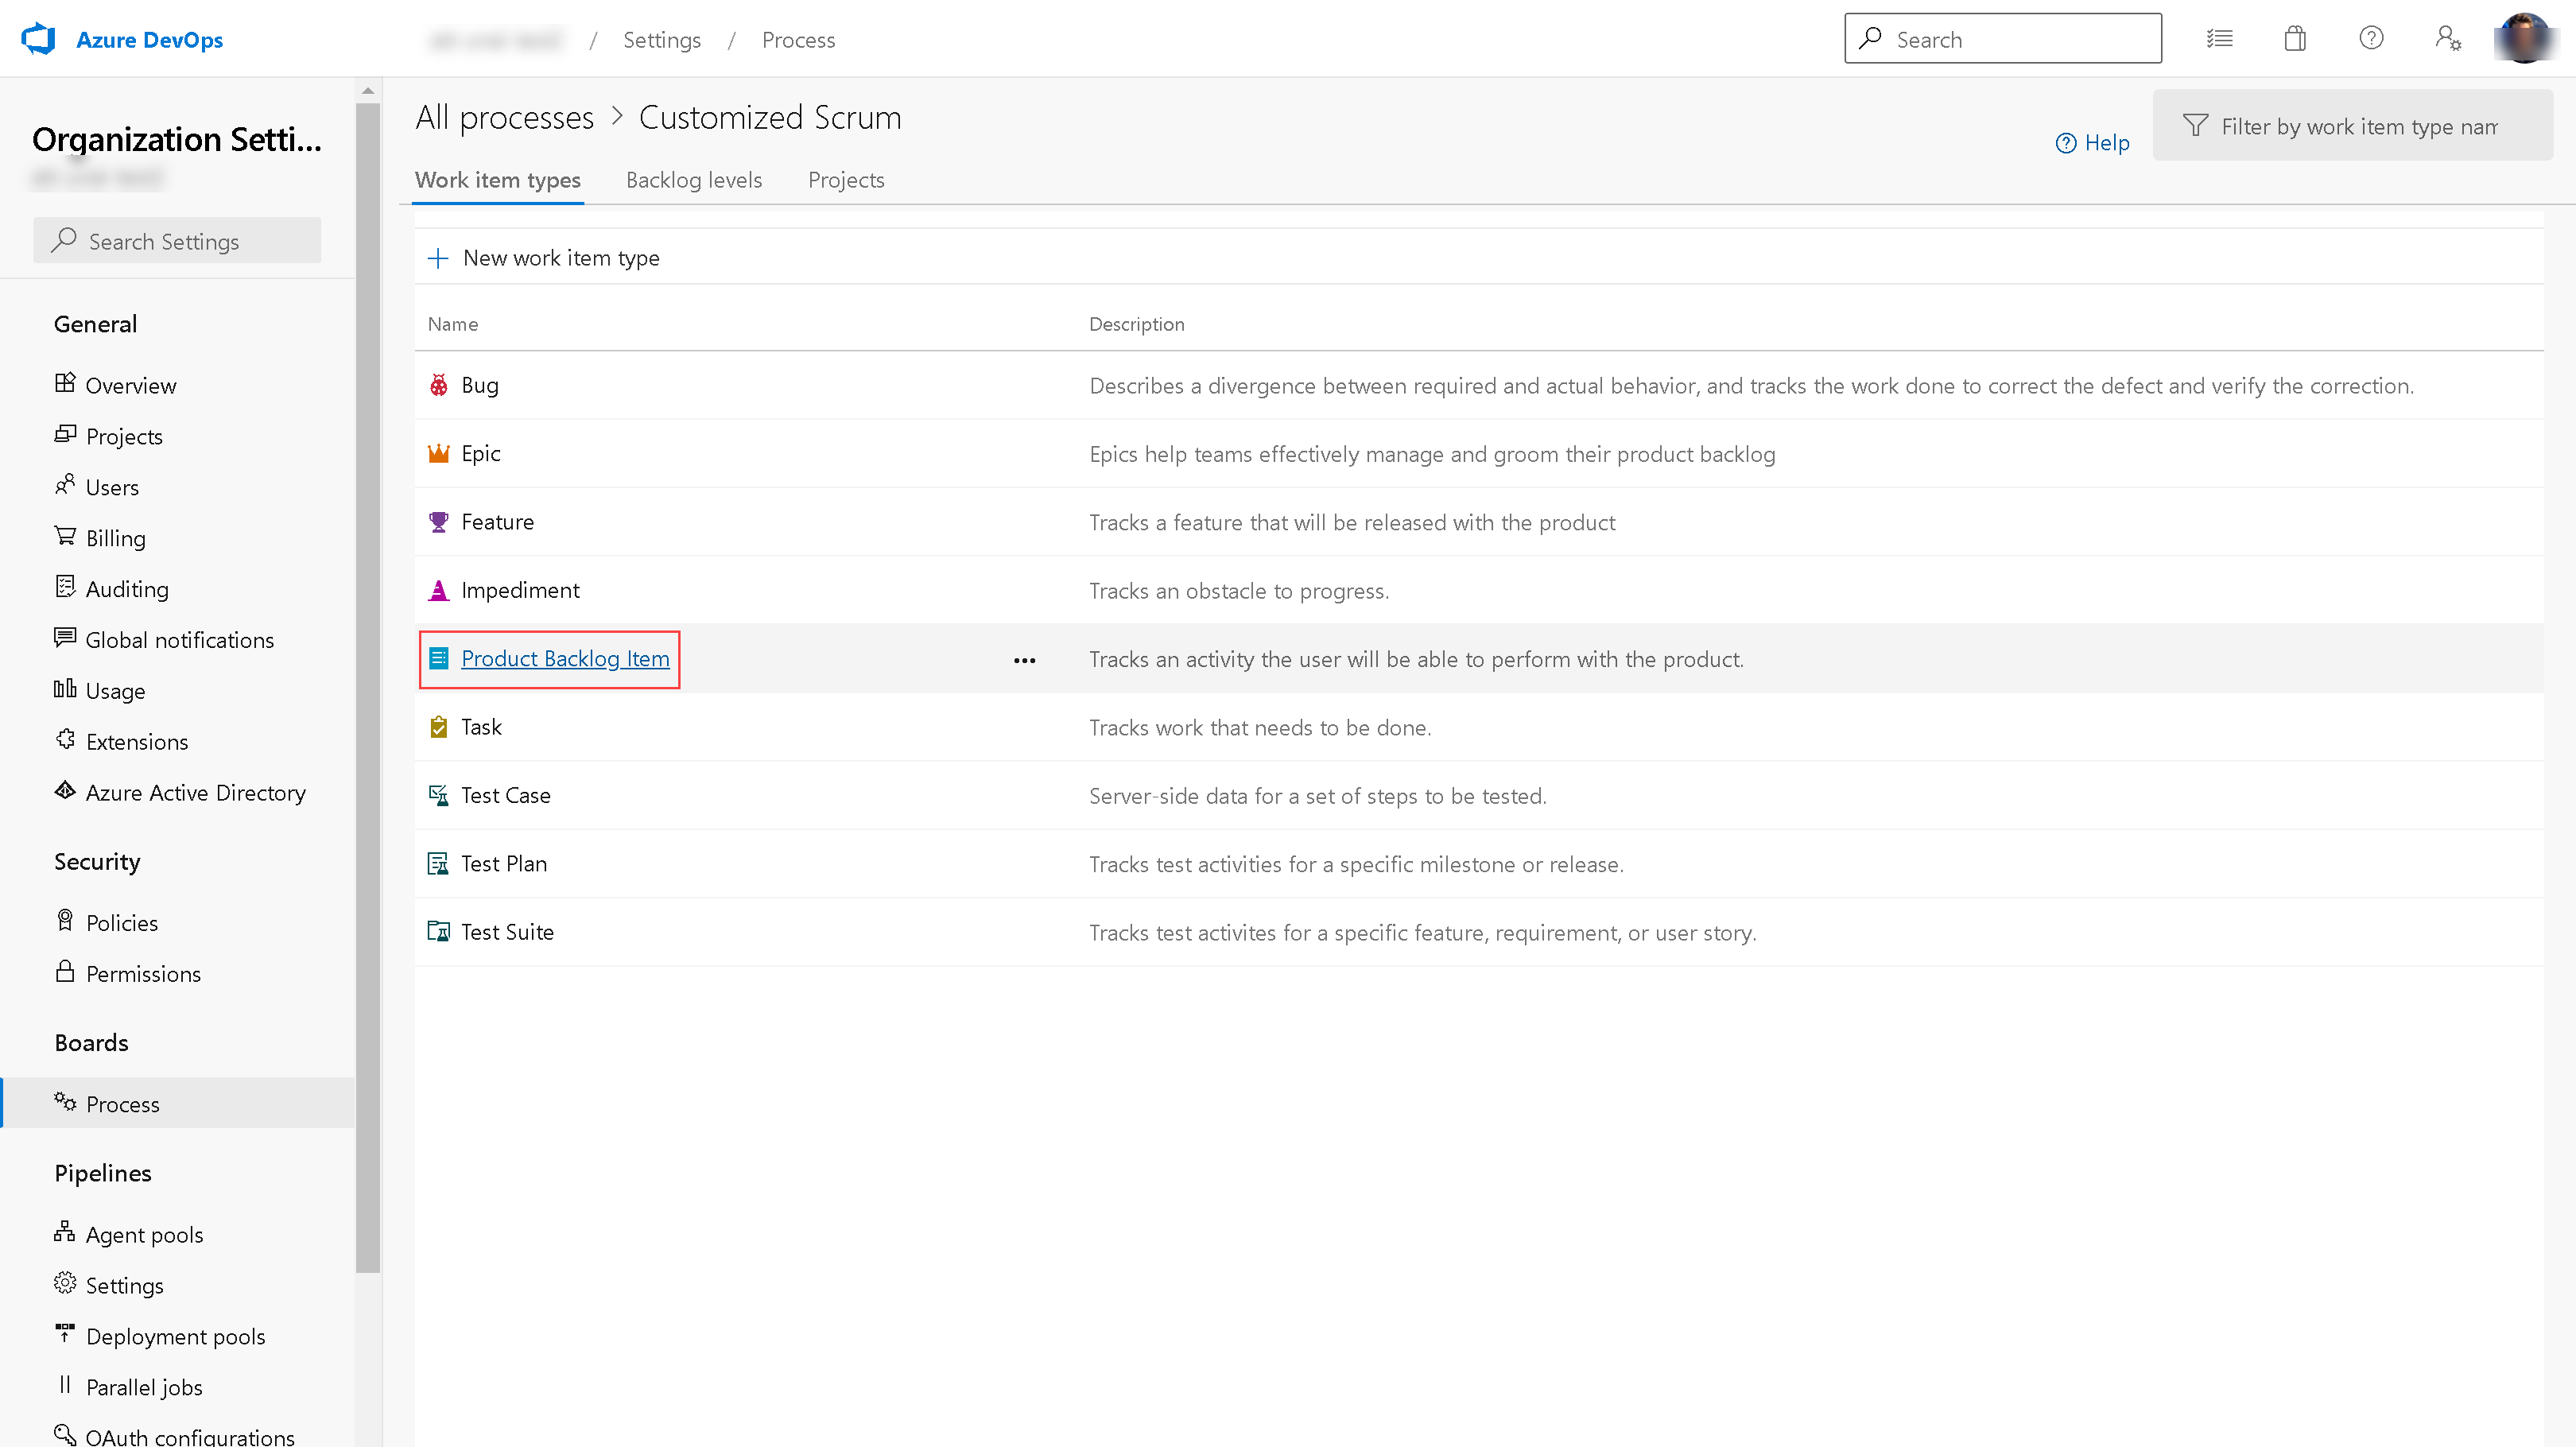 Azure DevOps
/ Settings / Process
Search
Organization Setti...
Search Settings
General
Overview
Projects
Users
Billing
Auditing
Global notifications
Usage
Extensions
Azure Active Directory
Security
Policies
Permissions
Boards
Process
Pipelines
Agent pools
Settings
Deployment pools
Parallel jobs
OAuth configurations
All processes > Customized Scrum
Help
Filter by work item type nam
Work item types Backlog levels Projects
+ New work item type
Name Description
Bug Describes a divergence between required and actual behavior, and tracks the work done to correct the defect and verify the correction.
Epic Epics help teams effectively manage and groom their product backlog
Feature Tracks a feature that will be released with the product
Impediment Tracks an obstacle to progress.
Product Backlog Item ... Tracks an activity the user will be able to perform with the product.
Task Tracks work that needs to be done.
Test Case Server-side data for a set of steps to be tested.
Test Plan Tracks test activities for a specific milestone or release.
Test Suite Tracks test activites for a specific feature, requirement, or user story.